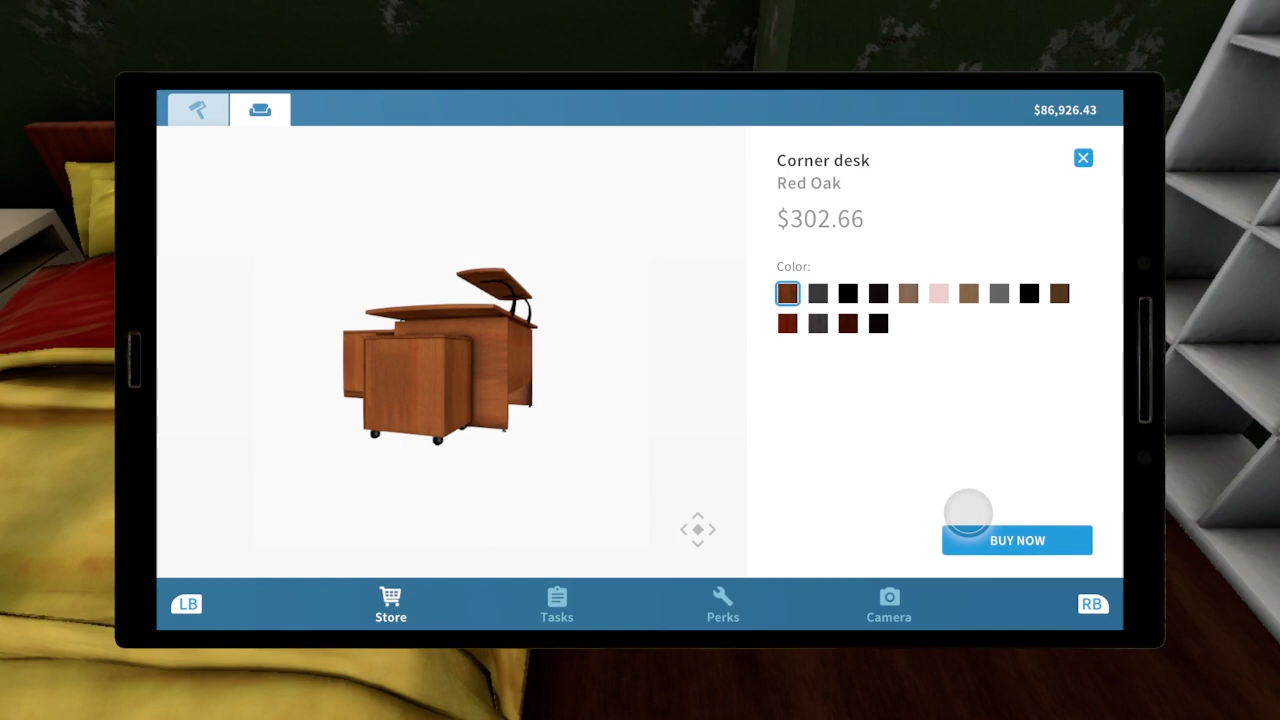 $86,926.43
Corner desk
Red Oak
$302.66
Color:
BUY NOW
LB
Store
Tasks
Perks
Camera
RB